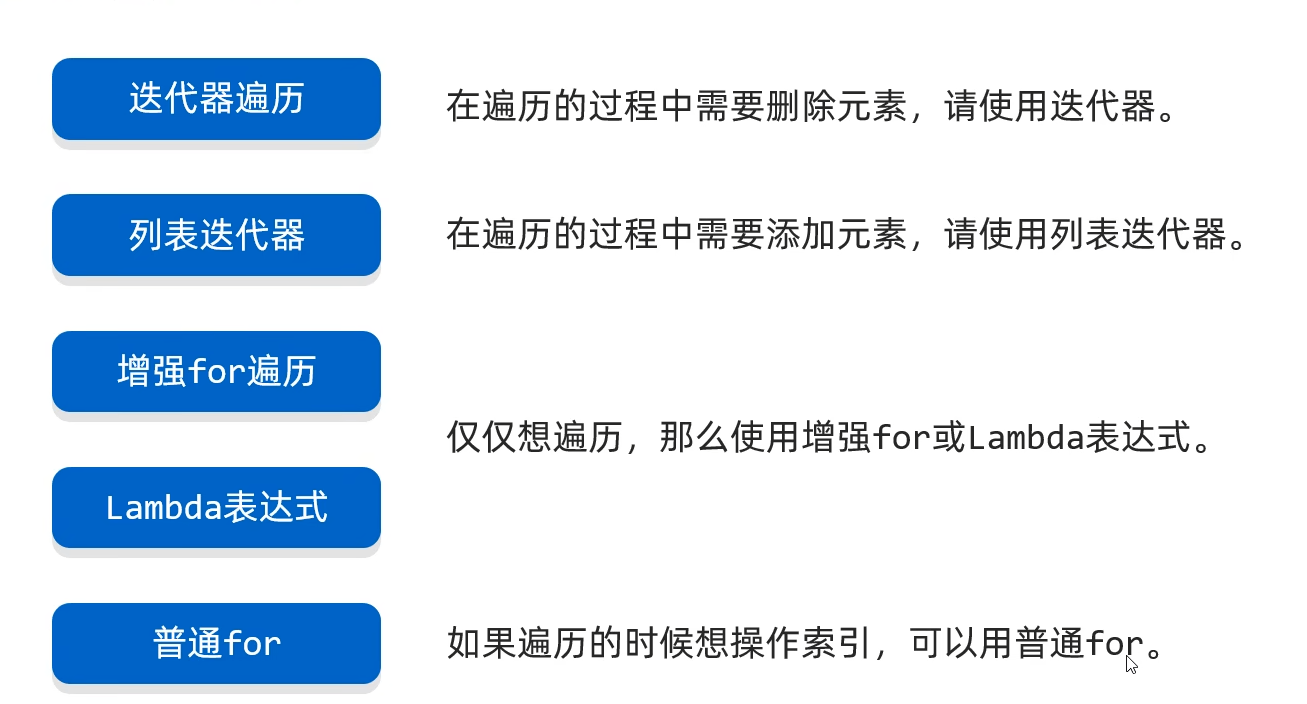 迭代器遍历
在遍历的过程中需要删除元素，请使用迭代器。
列表迭代器
在遍历的过程中需要添加元素，请使用列表迭代器。
增强for遍历
仅仅想遍历，那么使用增强for或Lambda表达式。
Lambda表达式
普通for
如果遍历的时候想操作索引，可以用普通for。